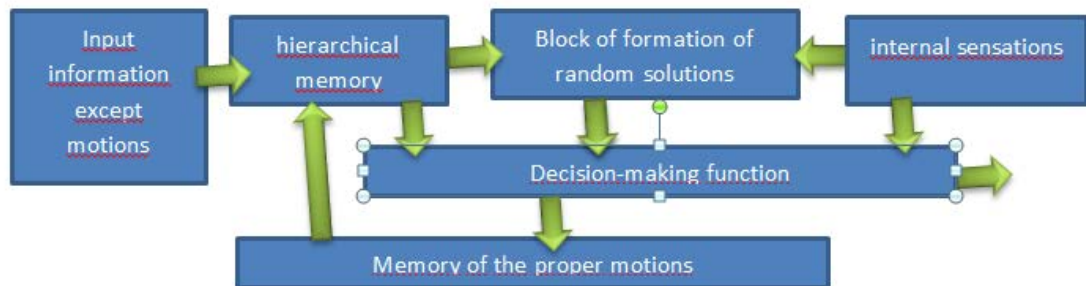 Input
information
except
motions
hierarchical
memory
Block of formation of
random solutions
internal sensations
Decision-making function
Memory of the proper motions